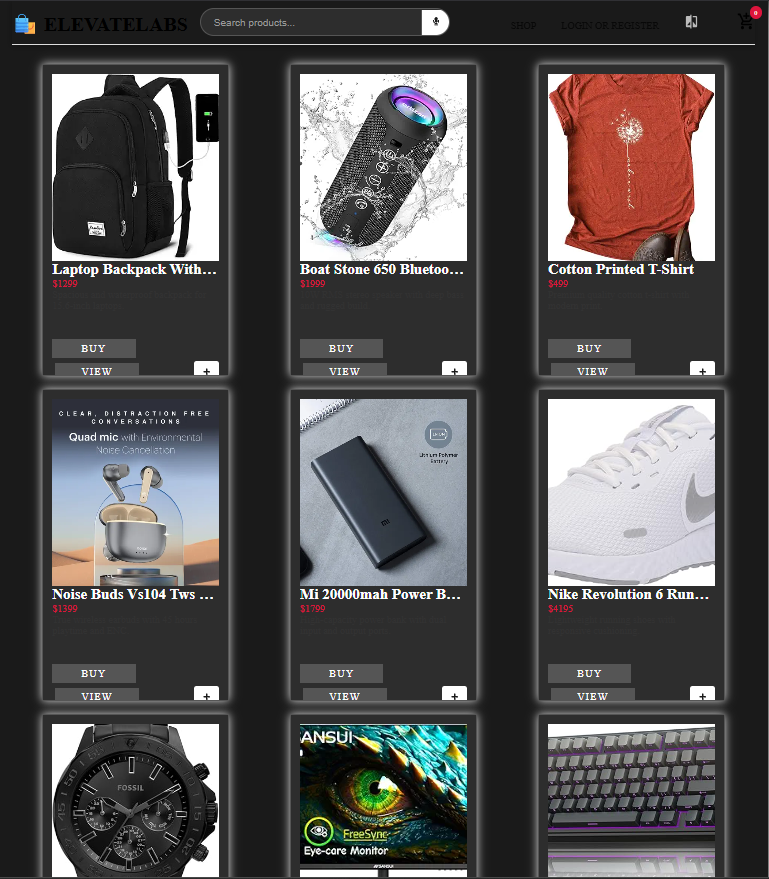 ELEVATELABS
Search products...
SHOP
LOGIN OR REGISTER
0
Laptop Backpack With...
$1299
BUY
VIEW
+
Boat Stone 650 Bluetoo...
$1999
BUY
VIEW
+
Cotton Printed T-Shirt
$499
BUY
VIEW
+
CLEAR, DISTRACTION FREE
CONVERSATIONS
Quad mic with Environmental
Noise Cancellation
Noise Buds Vs104 Tws ...
$1399
BUY
VIEW
+
Lithium Polymer
Battery
mi
Mi 20000mah Power B...
$1799
BUY
VIEW
+
Nike Revolution 6 Run...
$4195
BUY
VIEW
+
FOSSIL
ANSUI
FreeSync
Eye-care Monitor